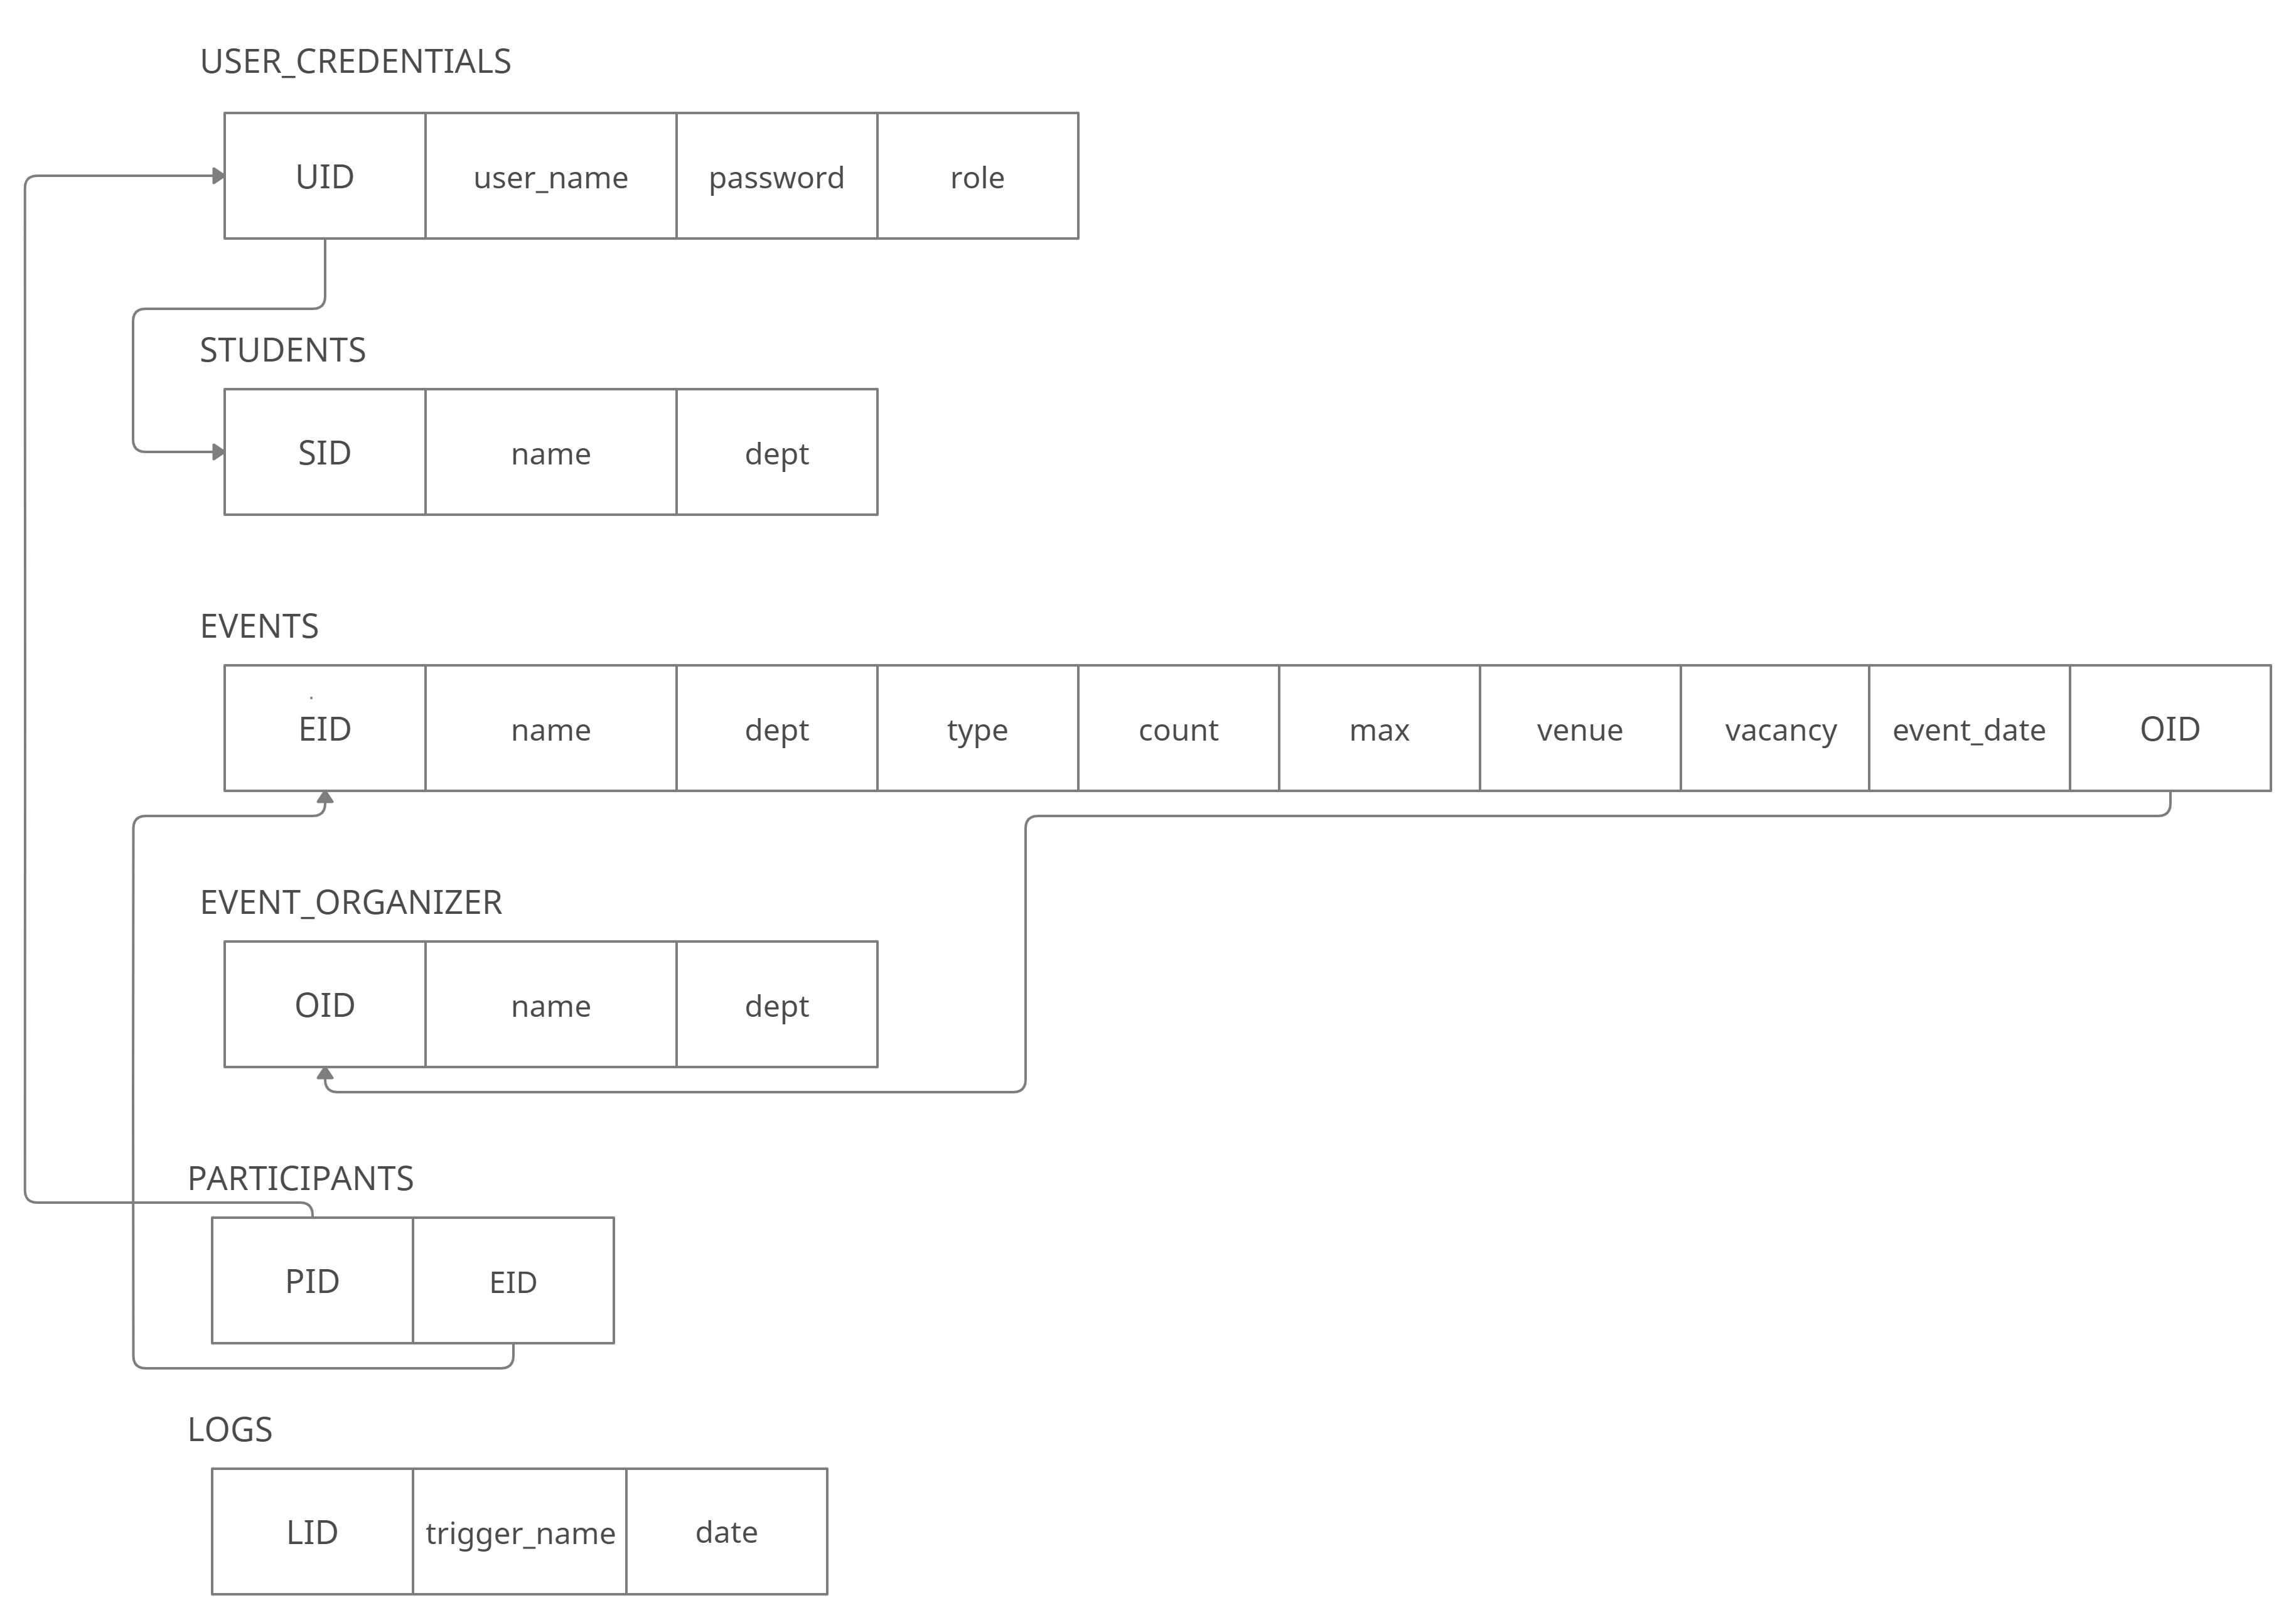 USER_CREDENTIALS
UID user_name password role
STUDENTS
SID name dept
EVENTS
EID name dept type count max venue vacancy event_date OID
EVENT_ORGANIZER
OID name dept
PARTICIPANTS
PID EID
LOGS
LID trigger_name date